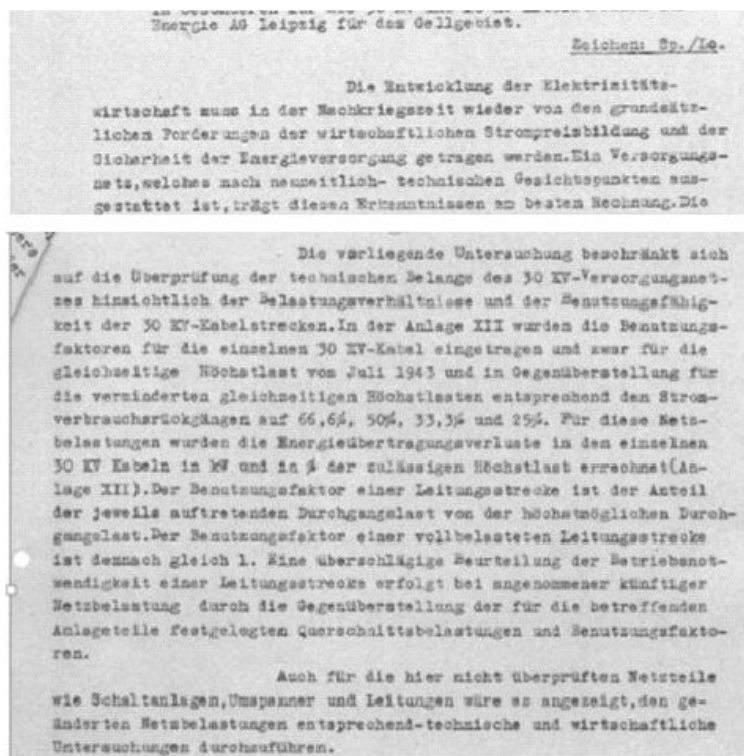 Energie AG Leipzig für das Gellgebiet.
Zeichen: Sp./Lo.
Die Entwicklung der Elektrizitäts-
wirtschaft muss in der Nachkriegszeit wieder von den grundsätz-
lichen Forderungen der wirtschaftlichen Strompreisbildung und der
Sicherheit der Energieversorgung getragen werden.Ein Versorgungs-
netz,welches nach neuzeitlich- technischen Gesichtspunkten aus-
gestattet ist,trägt diesen Erkenntnissen am besten Rechnung.Die
Die vorliegende Untersuchung beschränkt sich
auf die Überprüfung der technischen Belange des 30 KV-Versorgungsnet-
zes hinsichtlich der Belastungsverhältnisse und der Benutzungsfähig-
keit der 30 KV-Kabelstrecken.In der Anlage XII wurden die Benutzungs-
faktoren für die einzelnen 30 KV-Kabel eingetragen und zwar für die
gleichzeitige Höchstlast vom Juli 1943 und in Gegenüberstellung für
die verminderten gleichzeitigen Höchstlasten entsprechend den Strom-
verbrauchsrückgängen auf 66,6%, 50%, 33,3% und 25%. Für diese Netz-
belastungen wurden die Energieübertragungsverluste in den einzelnen
30 KV Kabeln in kW und in % der zulässigen Höchstlast errechnet(An-
lage XII).Der Benutzungsfaktor einer Leitungsstrecke ist der Anteil
der jeweils auftretenden Durchgangslast von der höchstmöglichen Durch-
gangslast.Der Benutzungsfaktor einer vollbelasteten Leitungsstrecke
ist demnach gleich 1. Eine überschlägige Beurteilung der Betriebsnot-
wendigkeit einer Leitungsstrecke erfolgt bei angenommener künftiger
Netzbelastung durch die Gegenüberstellung der für die betreffenden
Anlageteile festgelegten Querschnittsbelastungen und Benutzungsfakto-
ren.
Auch für die hier nicht überprüften Netzteile
wie Schaltanlagen,Umspanner und Leitungen wäre es angezeigt,den ge-
änderten Netzbelastungen entsprechend-technische und wirtschaftliche
Untersuchungen durchzuführen.